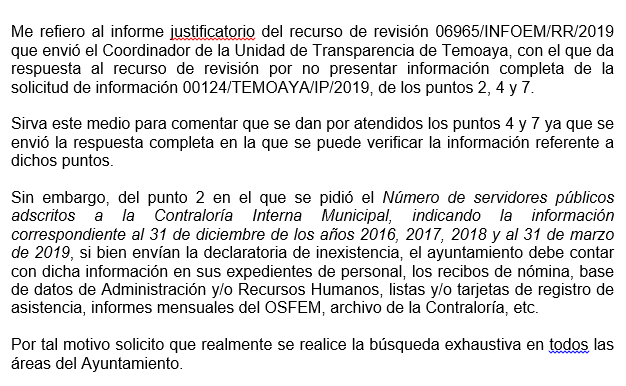 Me refiero al informe justificatorio del recurso de revisión 06965/INFOEM/RR/2019
que envió el Coordinador de la Unidad de Transparencia de Temoaya, con el que da
respuesta al recurso de revisión por no presentar información completa de la
solicitud de información 00124/TEMOAYA/IP/2019, de los puntos 2, 4 y 7.
Sirva este medio para comentar que se dan por atendidos los puntos 4 y 7 ya que se
envió la respuesta completa en la que se puede verificar la información referente a
dichos puntos.
Sin embargo, del punto 2 en el que se pidió el Número de servidores públicos
adscritos a la Contraloría Interna Municipal, indicando la información
correspondiente al 31 de diciembre de los años 2016, 2017, 2018 y al 31 de marzo
de 2019, si bien envían la declaratoria de inexistencia, el ayuntamiento debe contar
con dicha información en sus expedientes de personal, los recibos de nómina, base
de datos de Administración y/o Recursos Humanos, listas y/o tarjetas de registro de
asistencia, informes mensuales del OSFEM, archivo de la Contraloría, etc.
Por tal motivo solicito que realmente se realice la búsqueda exhaustiva en todos las
áreas del Ayuntamiento.